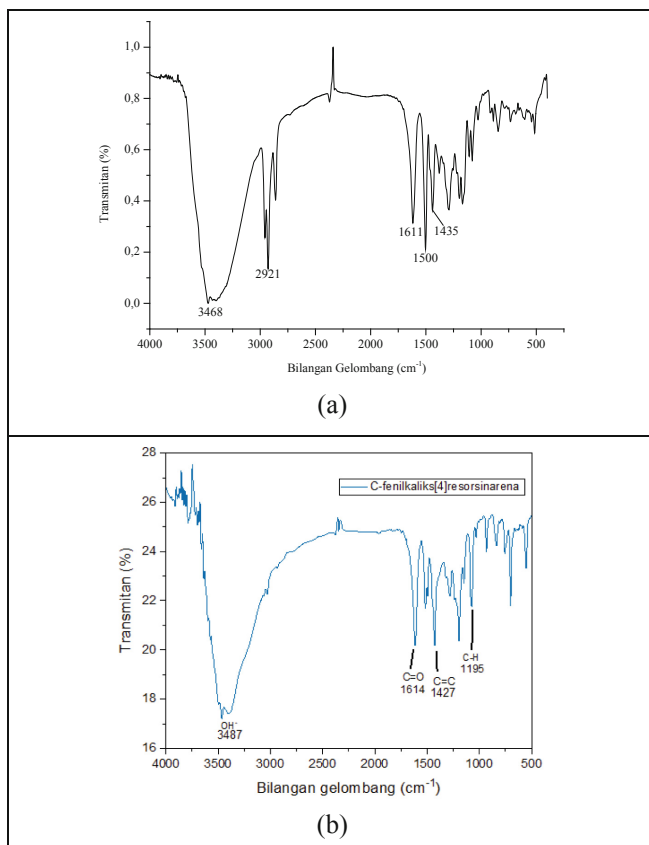 1,0
0,8
0,6
0,4
0,2
0,0
Transmitan (%)
3468
2921
1611
1500
1435
4000 3500 3000 2500 2000 1500 1000 500
Bilangan Gelombang (cm⁻¹)
(a)
28
26
24
22
20
18
16
Transmitan (%)
C-fenilkaliks[4]resorsinarena
OH⁻
3487
C=O
1614
C=C
1427
C-H
1195
4000 3500 3000 2500 2000 1500 1000 500
Bilangan gelombang (cm⁻¹)
(b)